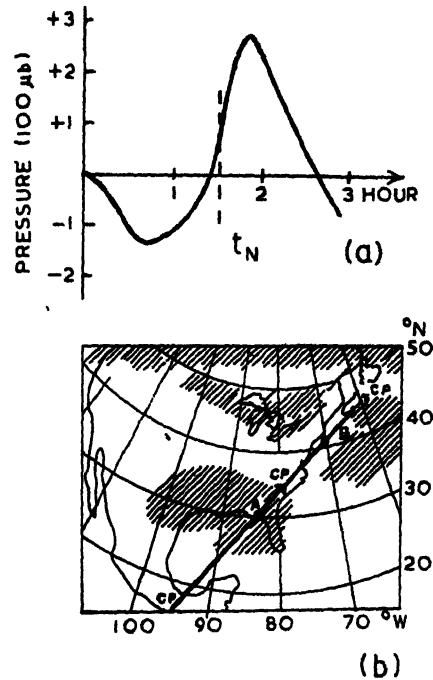 PRESSURE (100 μb)
+3
+2
+1
-1
-2
1
2
3 HOUR
tN
(a)
°N
50
40
30
20
CP
B
CP
A
CP
100
90
80
70 °W
(b)